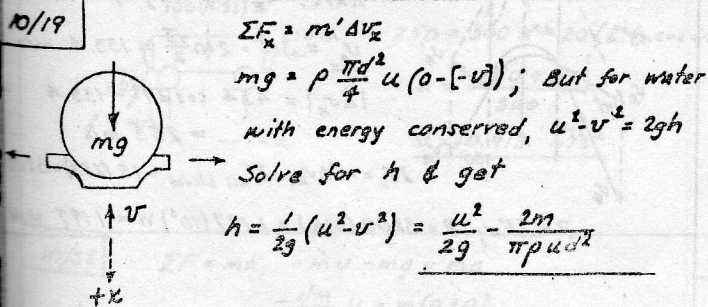 10/19
ΣF_x = m' Δv_x
mg = ρ πd²/4 u (0-[-v]); But for water
with energy conserved, u²-v² = 2gh
Solve for h & get
h = 1/2g (u²-v²) = u²/2g - 2m/πρud²
mg
v
+x